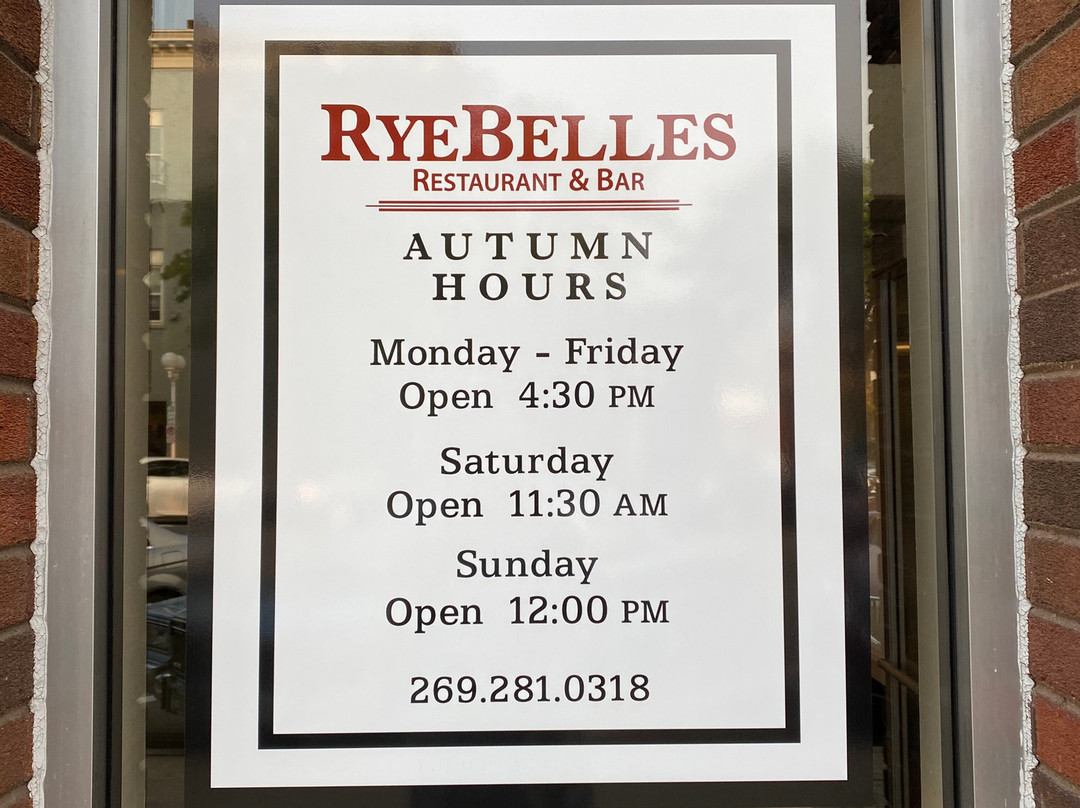 RYEBELLES
RESTAURANT & BAR
AUTUMN
HOURS
Monday - Friday
Open 4:30 PM
Saturday
Open 11:30 AM
Sunday
Open 12:00 PM
269.281.0318